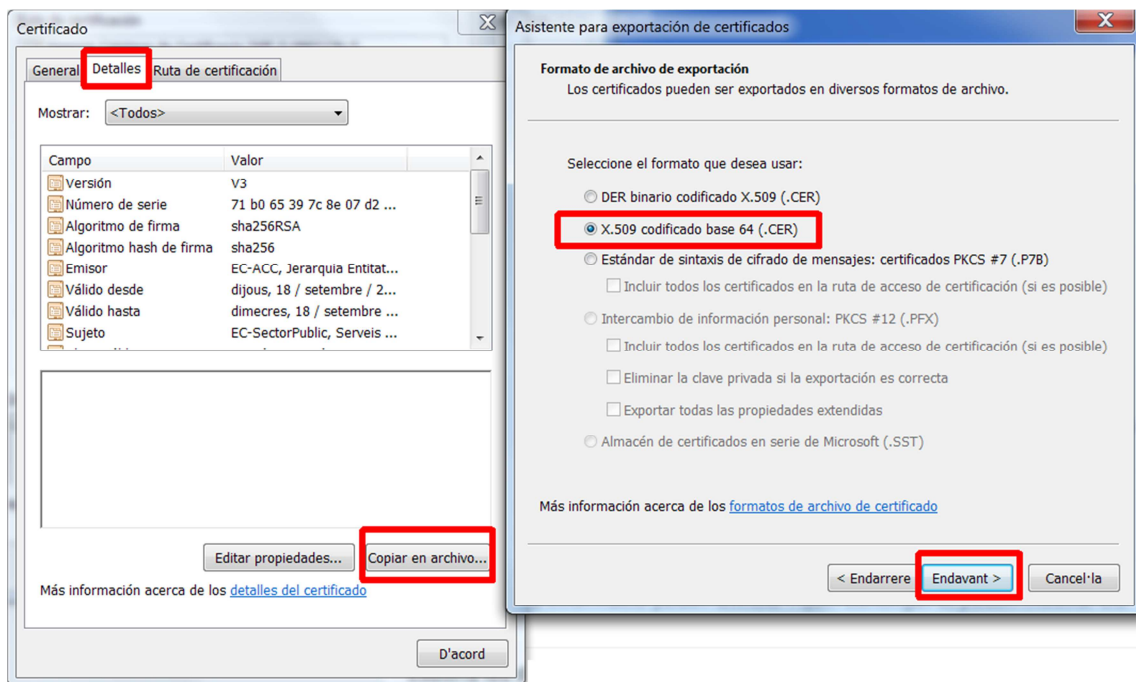 Certificado
General Detalles Ruta de certificación
Mostrar: <Todos>
Campo Valor
Versión V3
Número de serie 71 b0 65 39 7c 8e 07 d2 ...
Algoritmo de firma sha256RSA
Algoritmo hash de firma sha256
Emisor EC-ACC, Jerarquia Entitat...
Válido desde dijous, 18 / setembre / 2...
Válido hasta dimecres, 18 / setembre ...
Sujeto EC-SectorPublic, Serveis ...
Editar propiedades... Copiar en archivo...
Más información acerca de los detalles del certificado
D'acord
Asistente para exportación de certificados
Formato de archivo de exportación
Los certificados pueden ser exportados en diversos formatos de archivo.
Seleccione el formato que desea usar:
DER binario codificado X.509 (.CER)
X.509 codificado base 64 (.CER)
Estándar de sintaxis de cifrado de mensajes: certificados PKCS #7 (.P7B)
Incluir todos los certificados en la ruta de acceso de certificación (si es posible)
Intercambio de información personal: PKCS #12 (.PFX)
Incluir todos los certificados en la ruta de acceso de certificación (si es posible)
Eliminar la clave privada si la exportación es correcta
Exportar todas las propiedades extendidas
Almacén de certificados en serie de Microsoft (.SST)
Más información acerca de los formatos de archivo de certificado
< Endarrere Endavant > Cancel·la